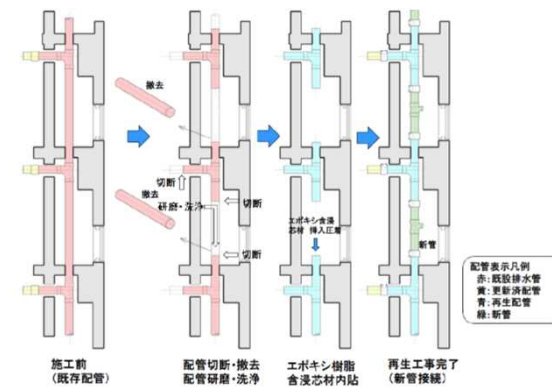 撤去
撤去
切断
研磨・洗浄
切断
切断
エポキシ含浸
芯材 挿入圧着
新管
配管表示凡例
赤:既設排水管
黄:更新済配管
青:再生配管
緑:新管
施工前
(既存配管)
配管切断・撤去
配管研磨・洗浄
エポキシ樹脂
含浸芯材内貼
再生工事完了
(新管接続)